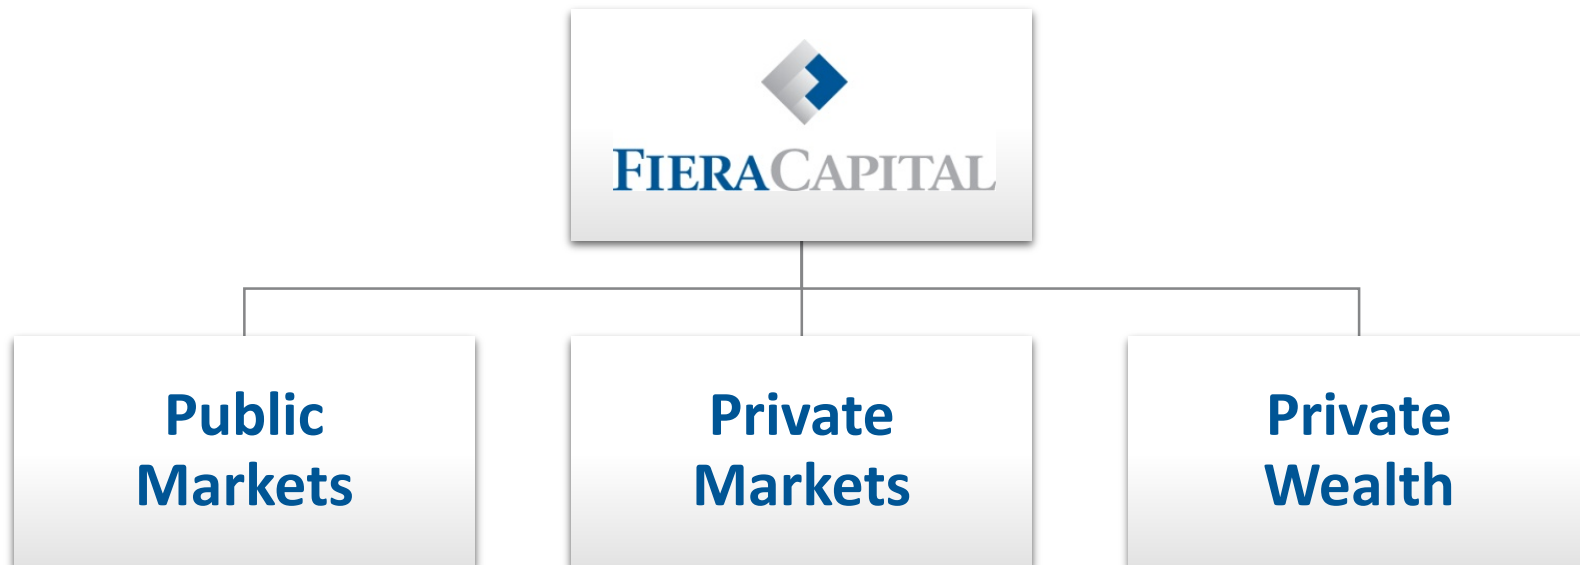 FIERACAPITAL
Public
Markets
Private
Markets
Private
Wealth